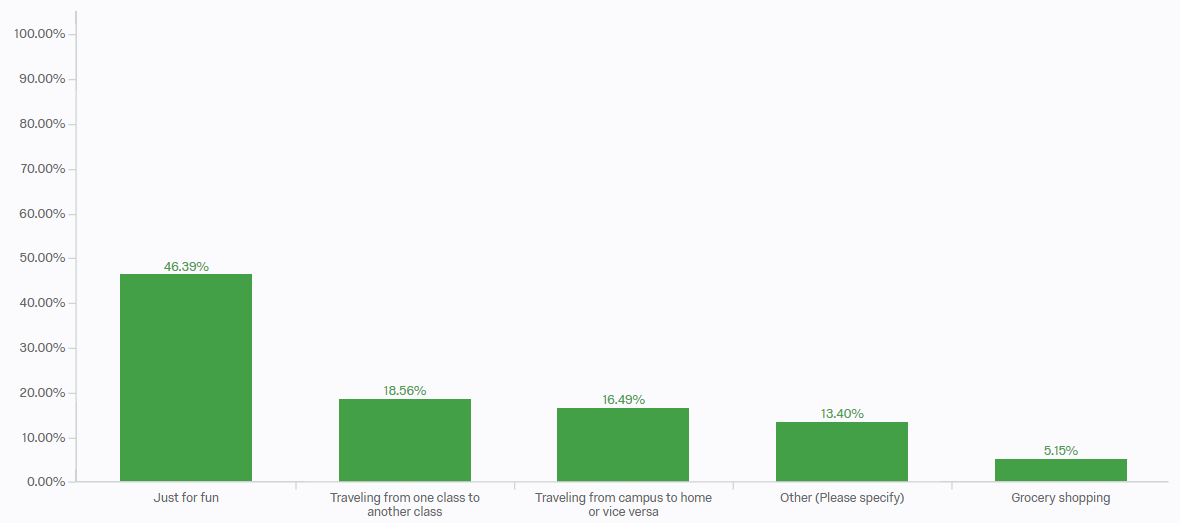 100.00%
90.00%
80.00%
70.00%
60.00%
50.00%
40.00%
30.00%
20.00%
10.00%
0.00%
46.39%
18.56%
16.49%
13.40%
5.15%
Just for fun
Traveling from one class to
another class
Traveling from campus to home
or vice versa
Other (Please specify)
Grocery shopping